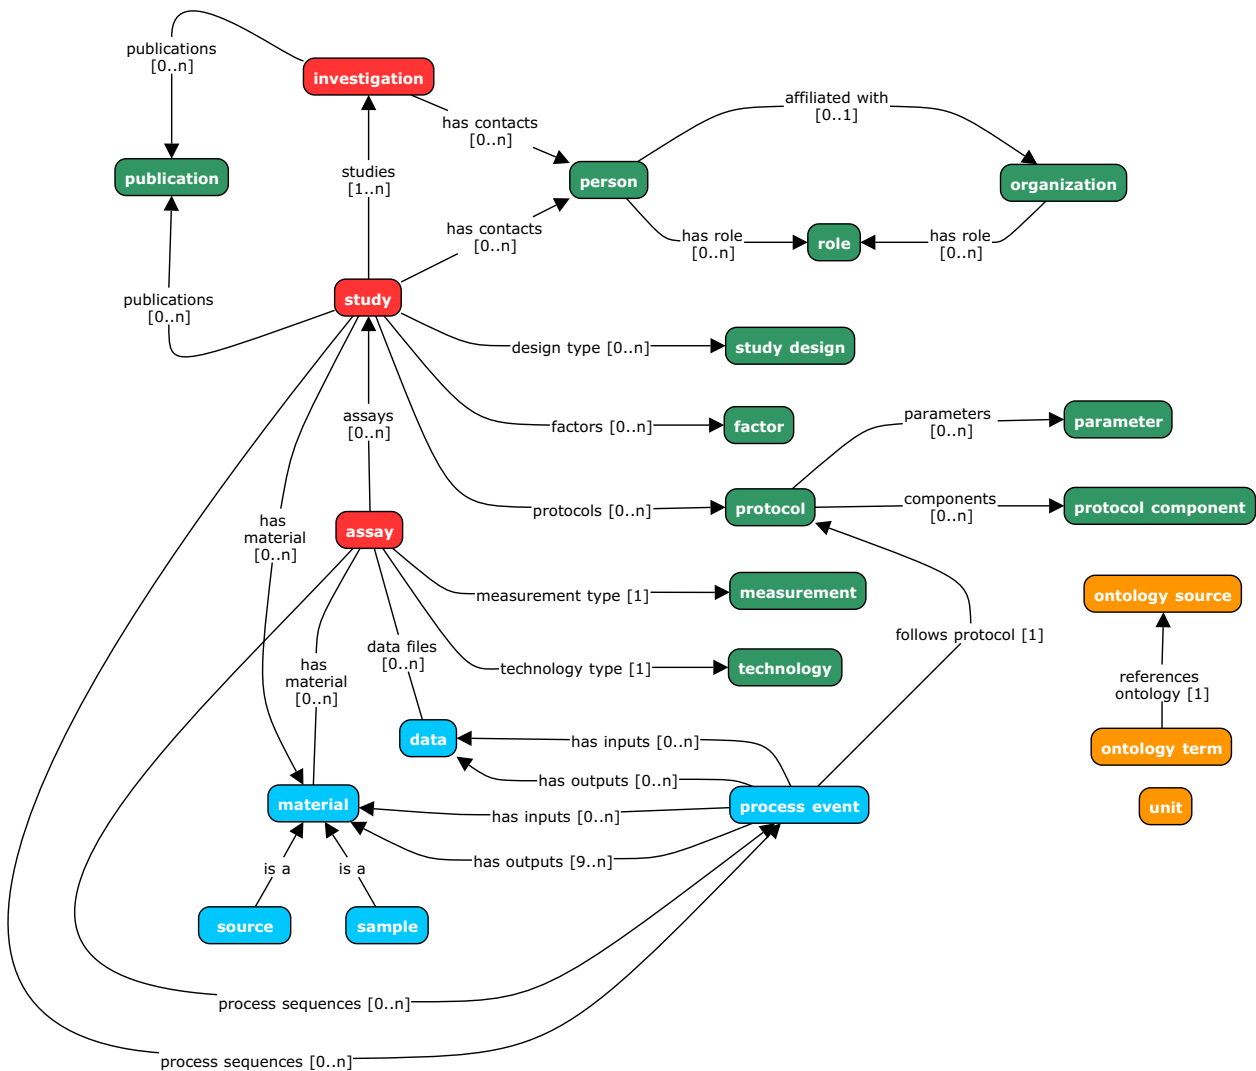 publications
[0..n]
investigation
has contacts
[0..n]
affiliated with
[0..1]
publication
studies
[1..n]
person
organization
has contacts
[0..n]
has role
[0..n]
role
has role
[0..n]
publications
[0..n]
study
design type [0..n]
study design
assays
[0..n]
factors [0..n]
factor
parameters
[0..n]
parameter
has
material
[0..n]
protocols [0..n]
protocol
components
[0..n]
protocol component
assay
measurement type [1]
measurement
ontology source
follows protocol [1]
data files
[0..n]
has
material
[0..n]
technology type [1]
technology
references
ontology [1]
data
has inputs [0..n]
ontology term
has outputs [0..n]
material
has inputs [0..n]
process event
unit
has outputs [9..n]
is a
is a
source
sample
process sequences [0..n]
process sequences [0..n]